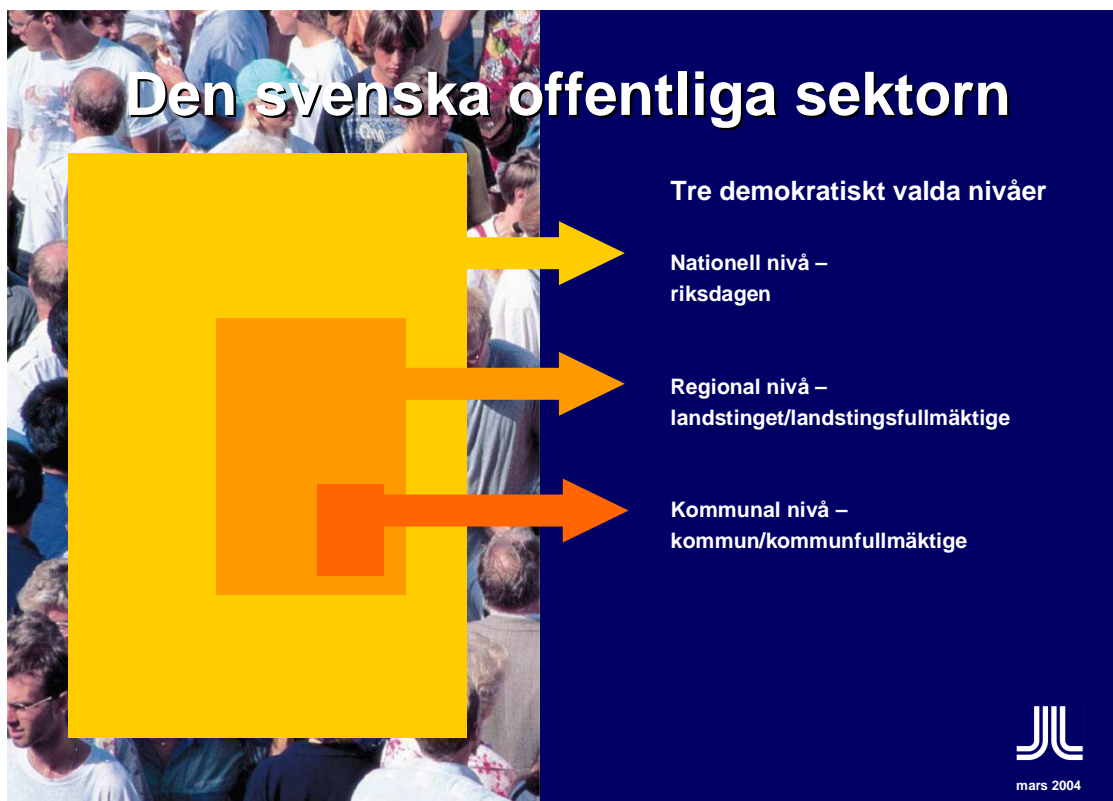 Den svenska offentliga sektorn
Tre demokratiskt valda nivåer
Nationell nivå –
riksdagen
Regional nivå –
landstinget/landstingsfullmäktige
Kommunal nivå –
kommun/kommunfullmäktige
mars 2004